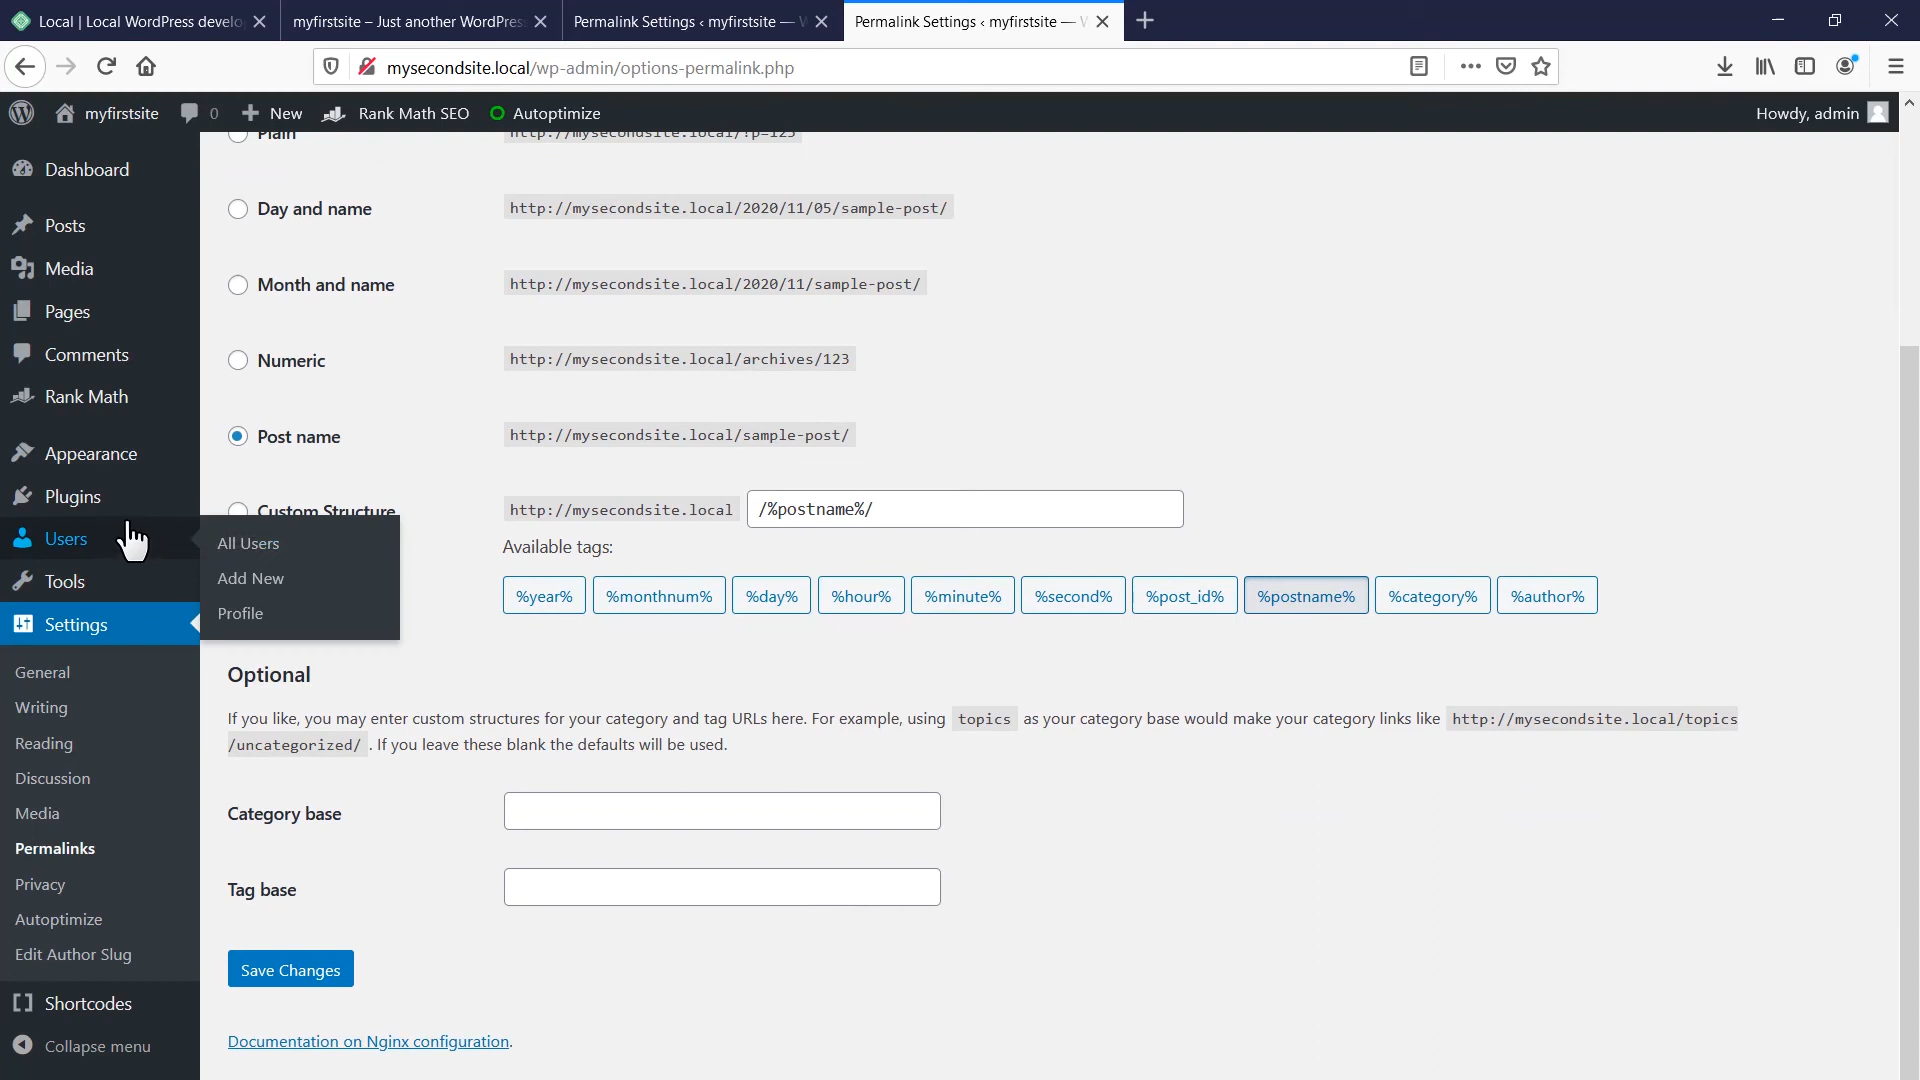 Local | Local WordPress develo
myfirstsite – Just another WordPres
Permalink Settings ‹ myfirstsite — W
Permalink Settings ‹ myfirstsite — W
mysecondsite.local/wp-admin/options-permalink.php
myfirstsite
0
New
Rank Math SEO
Autoptimize
Howdy, admin
Dashboard
Posts
Media
Pages
Comments
Rank Math
Appearance
Plugins
Users
Tools
Settings
General
Writing
Reading
Discussion
Media
Permalinks
Privacy
Autoptimize
Edit Author Slug
Shortcodes
Collapse menu
All Users
Add New
Profile
Plain http://mysecondsite.local/?p=123
Day and name http://mysecondsite.local/2020/11/05/sample-post/
Month and name http://mysecondsite.local/2020/11/sample-post/
Numeric http://mysecondsite.local/archives/123
Post name http://mysecondsite.local/sample-post/
Custom Structure http://mysecondsite.local /%postname%/
Available tags:
%year% %monthnum% %day% %hour% %minute% %second% %post_id% %postname% %category% %author%
Optional
If you like, you may enter custom structures for your category and tag URLs here. For example, using topics as your category base would make your category links like http://mysecondsite.local/topics
/uncategorized/ . If you leave these blank the defaults will be used.
Category base
Tag base
Save Changes
Documentation on Nginx configuration.